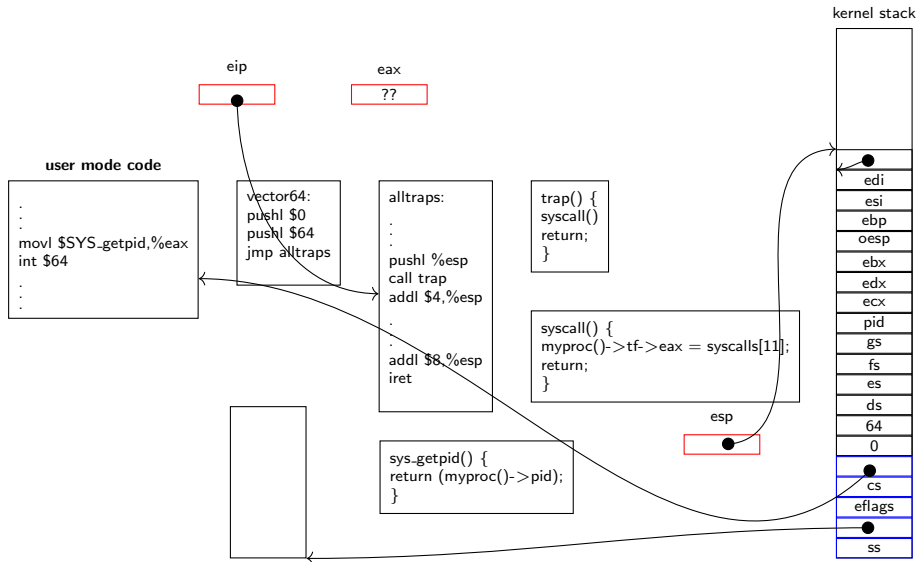 kernel stack
eip
eax
??
user mode code
.
.
.
movl $SYS_getpid,%eax
int $64
.
.
.
vector64:
pushl $0
pushl $64
jmp alltraps
alltraps:
.
.
.
pushl %esp
call trap
addl $4,%esp
.
.
.
addl $8,%esp
iret
trap() {
syscall()
return;
}
syscall() {
myproc()->tf->eax = syscalls[11];
return;
}
esp
sys_getpid() {
return (myproc()->pid);
}
edi
esi
ebp
oesp
ebx
edx
ecx
pid
gs
fs
es
ds
64
0
cs
eflags
ss